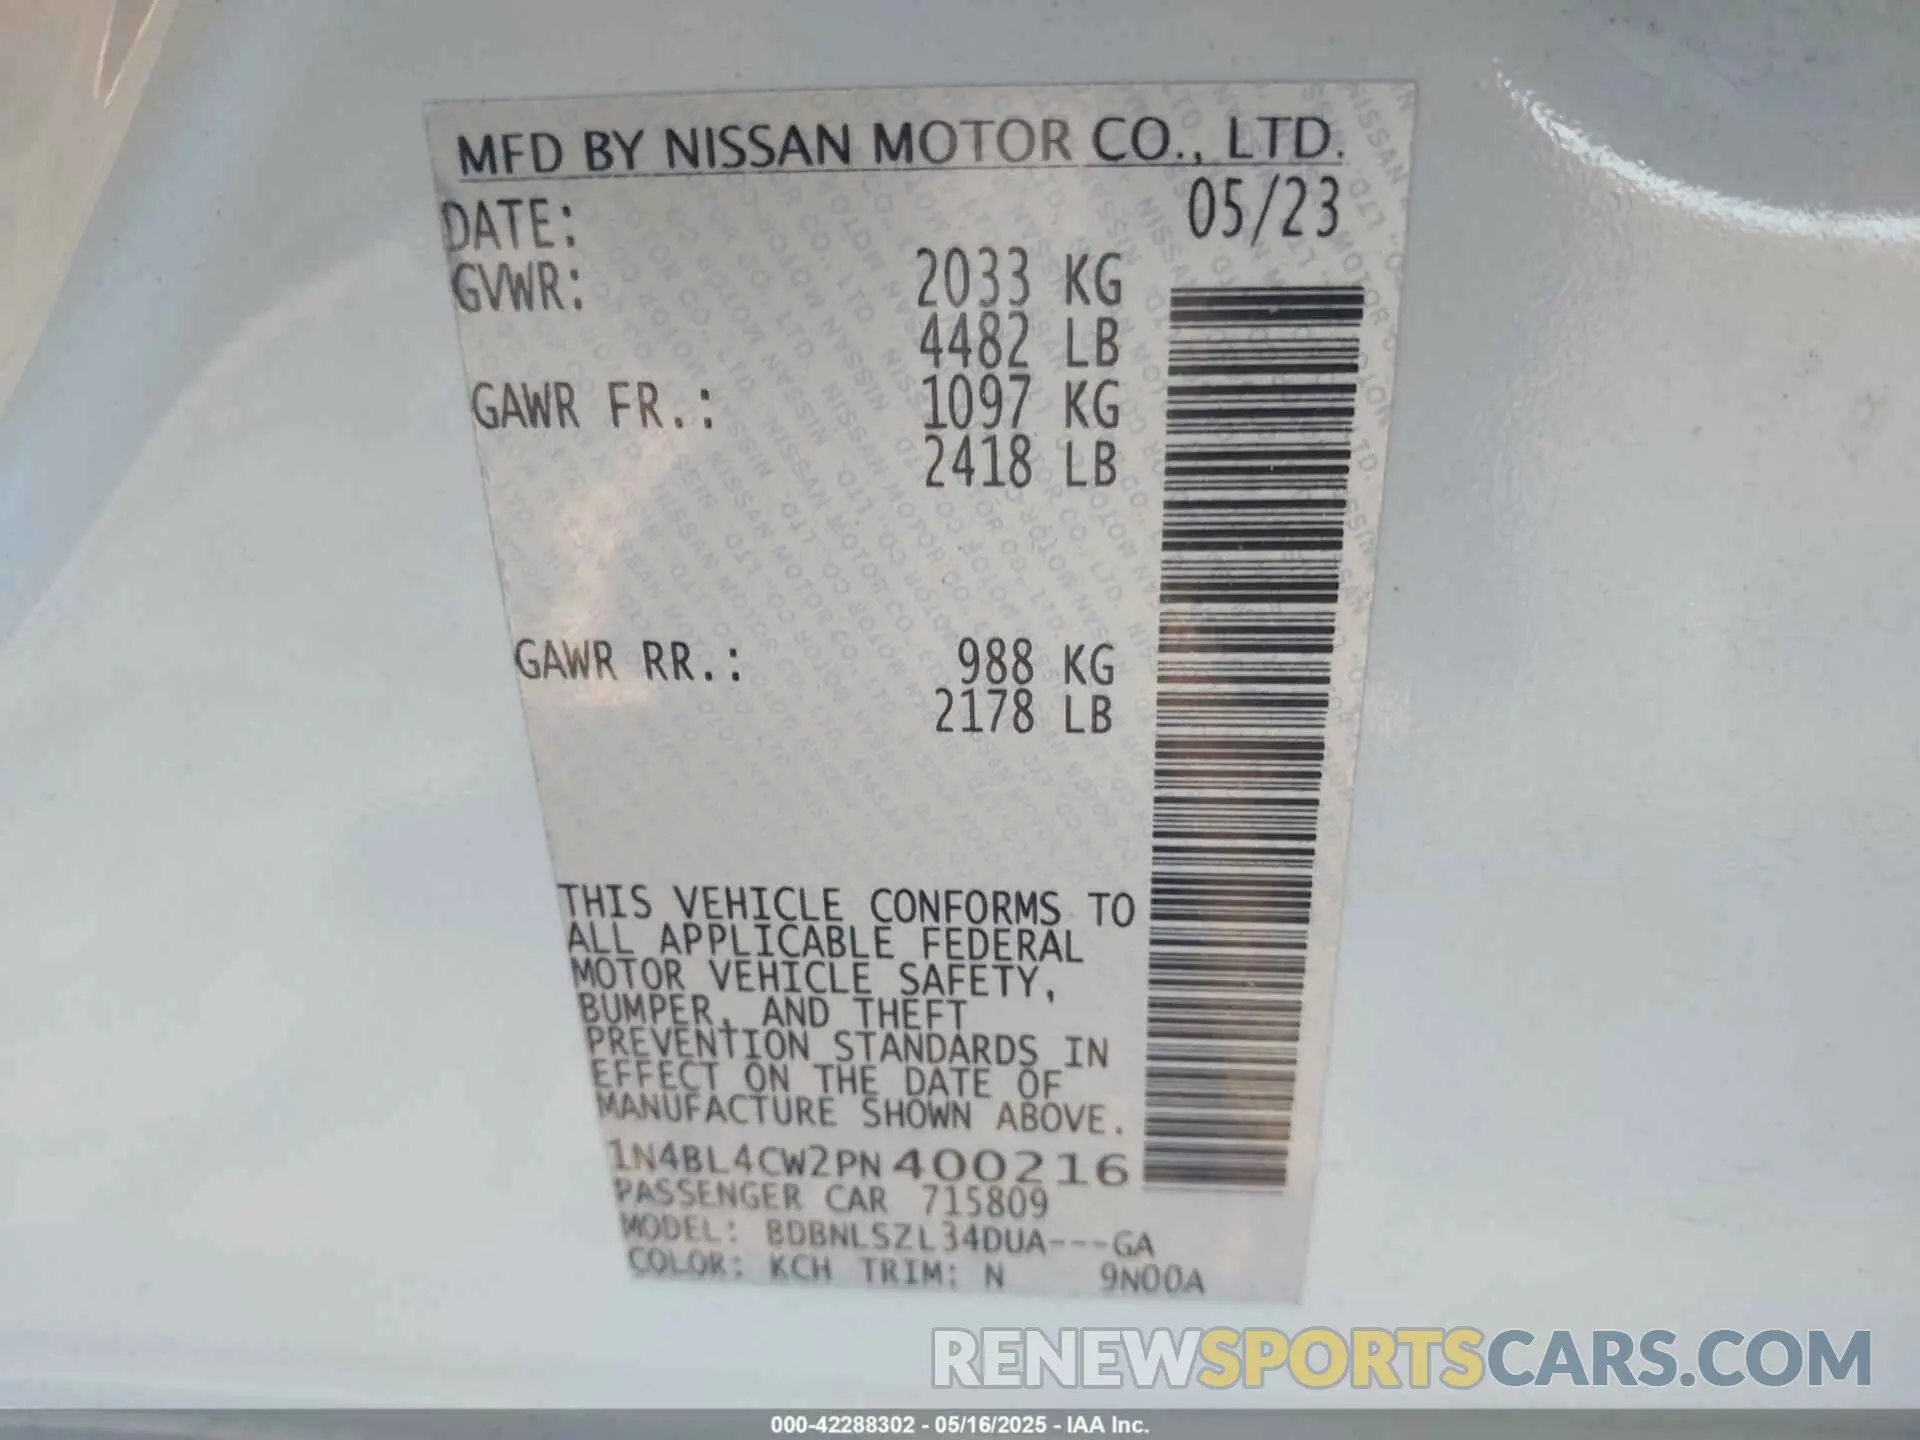 MFD BY NISSAN MOTOR CO., LTD.
DATE: 05/23
GVWR: 2033 KG
4482 LB
GAWR FR.: 1097 KG
2418 LB
GAWR RR.: 988 KG
2178 LB
THIS VEHICLE CONFORMS TO
ALL APPLICABLE FEDERAL
MOTOR VEHICLE SAFETY,
BUMPER, AND THEFT
PREVENTION STANDARDS IN
EFFECT ON THE DATE OF
MANUFACTURE SHOWN ABOVE.
1N4BL4CW2PN400216
PASSENGER CAR 715809
MODEL: BDBNLSZL34DUA---GA
COLOR: KCH TRIM: N 9N00A
RENEWSPORTSCARS.COM
000-42288302 - 05/16/2025 - IAA Inc.